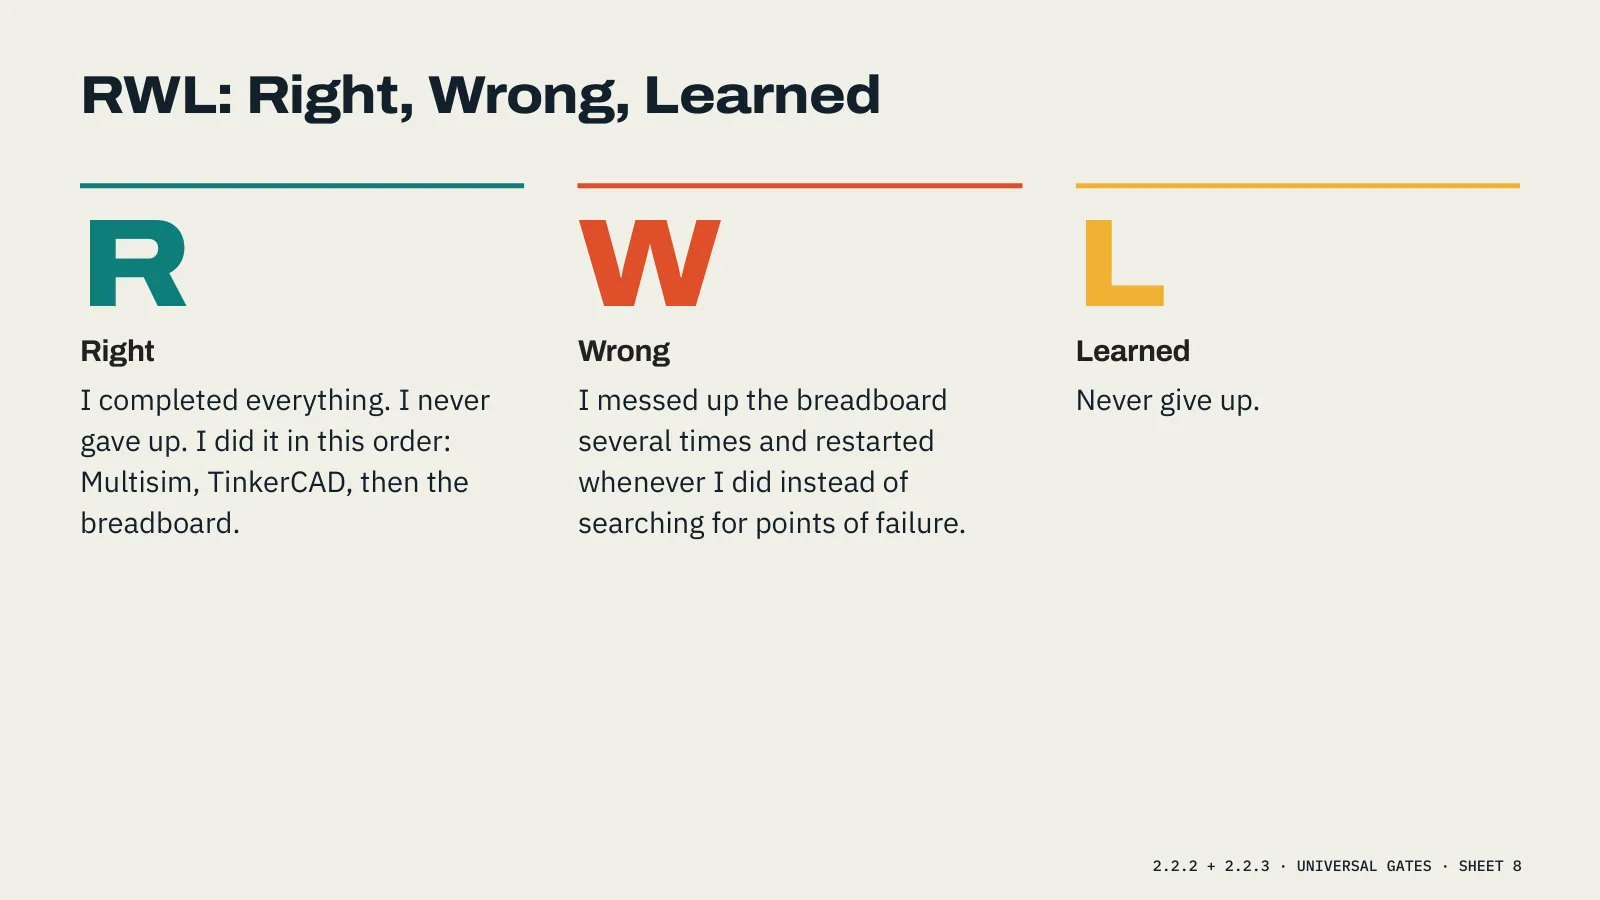 RWL: Right, Wrong, Learned
R
Right
I completed everything. I never
gave up. I did it in this order:
Multisim, TinkerCAD, then the
breadboard.
W
Wrong
I messed up the breadboard
several times and restarted
whenever I did instead of
searching for points of failure.
L
Learned
Never give up.
2.2.2 + 2.2.3 · UNIVERSAL GATES · SHEET 8